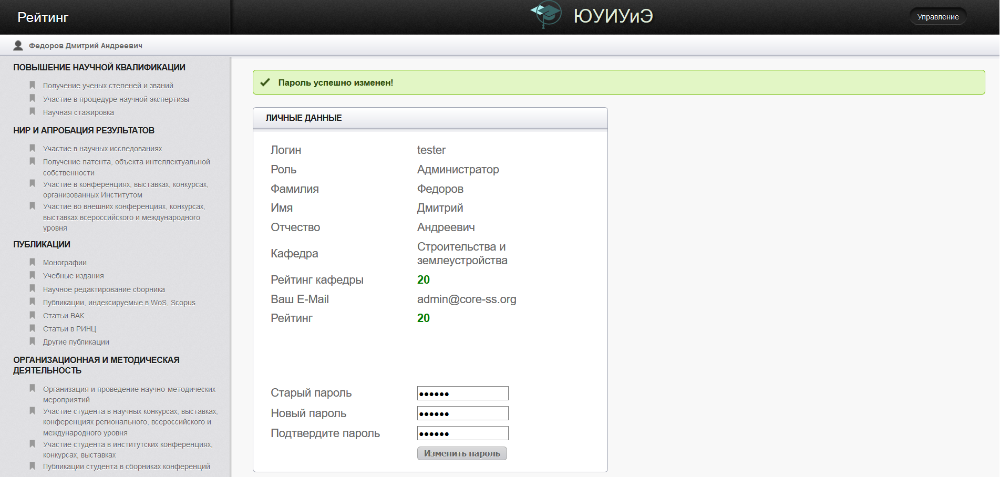 Рейтинг
ЮУИУиЭ
Управление
Федоров Дмитрий Андреевич
ПОВЫШЕНИЕ НАУЧНОЙ КВАЛИФИКАЦИИ
Получение ученых степеней и званий
Участие в процедуре научной экспертизы
Научная стажировка
НИР И АПРОБАЦИЯ РЕЗУЛЬТАТОВ
Участие в научных исследованиях
Получение патента, объекта интеллектуальной
собственности
Участие в конференциях, выставках, конкурсах,
организованных Институтом
Участие во внешних конференциях, конкурсах,
выставках всероссийского и международного
уровня
ПУБЛИКАЦИИ
Монографии
Учебные издания
Научное редактирование сборника
Публикации, индексируемые в WoS, Scopus
Статьи ВАК
Статьи в РИНЦ
Другие публикации
ОРГАНИЗАЦИОННАЯ И МЕТОДИЧЕСКАЯ
ДЕЯТЕЛЬНОСТЬ
Организация и проведение научно-методических
мероприятий
Участие студента в научных конкурсах, выставках,
конференциях регионального, всероссийского и
международного уровня
Участие студента в институтских конференциях,
конкурсах, выставках
Публикации студента в сборниках конференций
Пароль успешно изменен!
ЛИЧНЫЕ ДАННЫЕ
Логин tester
Роль Администратор
Фамилия Федоров
Имя Дмитрий
Отчество Андреевич
Кафедра Строительства и
землеустройства
Рейтинг кафедры 20
Ваш E-Mail admin@core-ss.org
Рейтинг 20
Старый пароль ••••••
Новый пароль ••••••
Подтвердите пароль ••••••
Изменить пароль